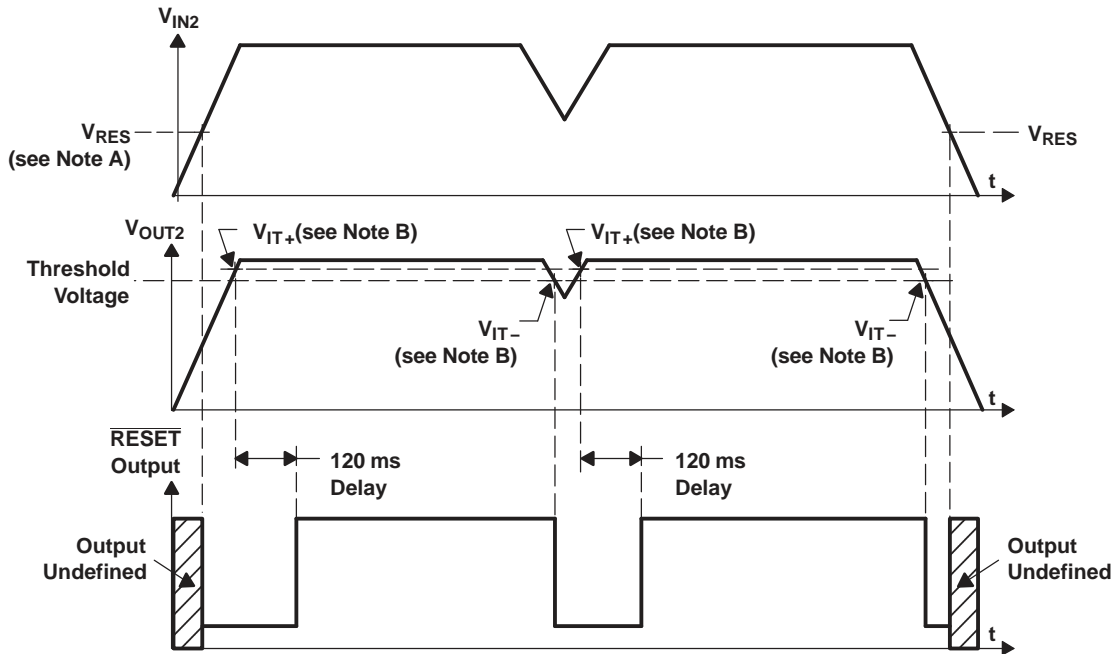 VIN2
VRES
(see Note A)
VRES
t
VOUT2
VIT+(see Note B)
VIT+(see Note B)
Threshold
Voltage
VIT−
(see Note B)
VIT−
(see Note B)
t
RESET
Output
120 ms
Delay
120 ms
Delay
Output
Undefined
Output
Undefined
t